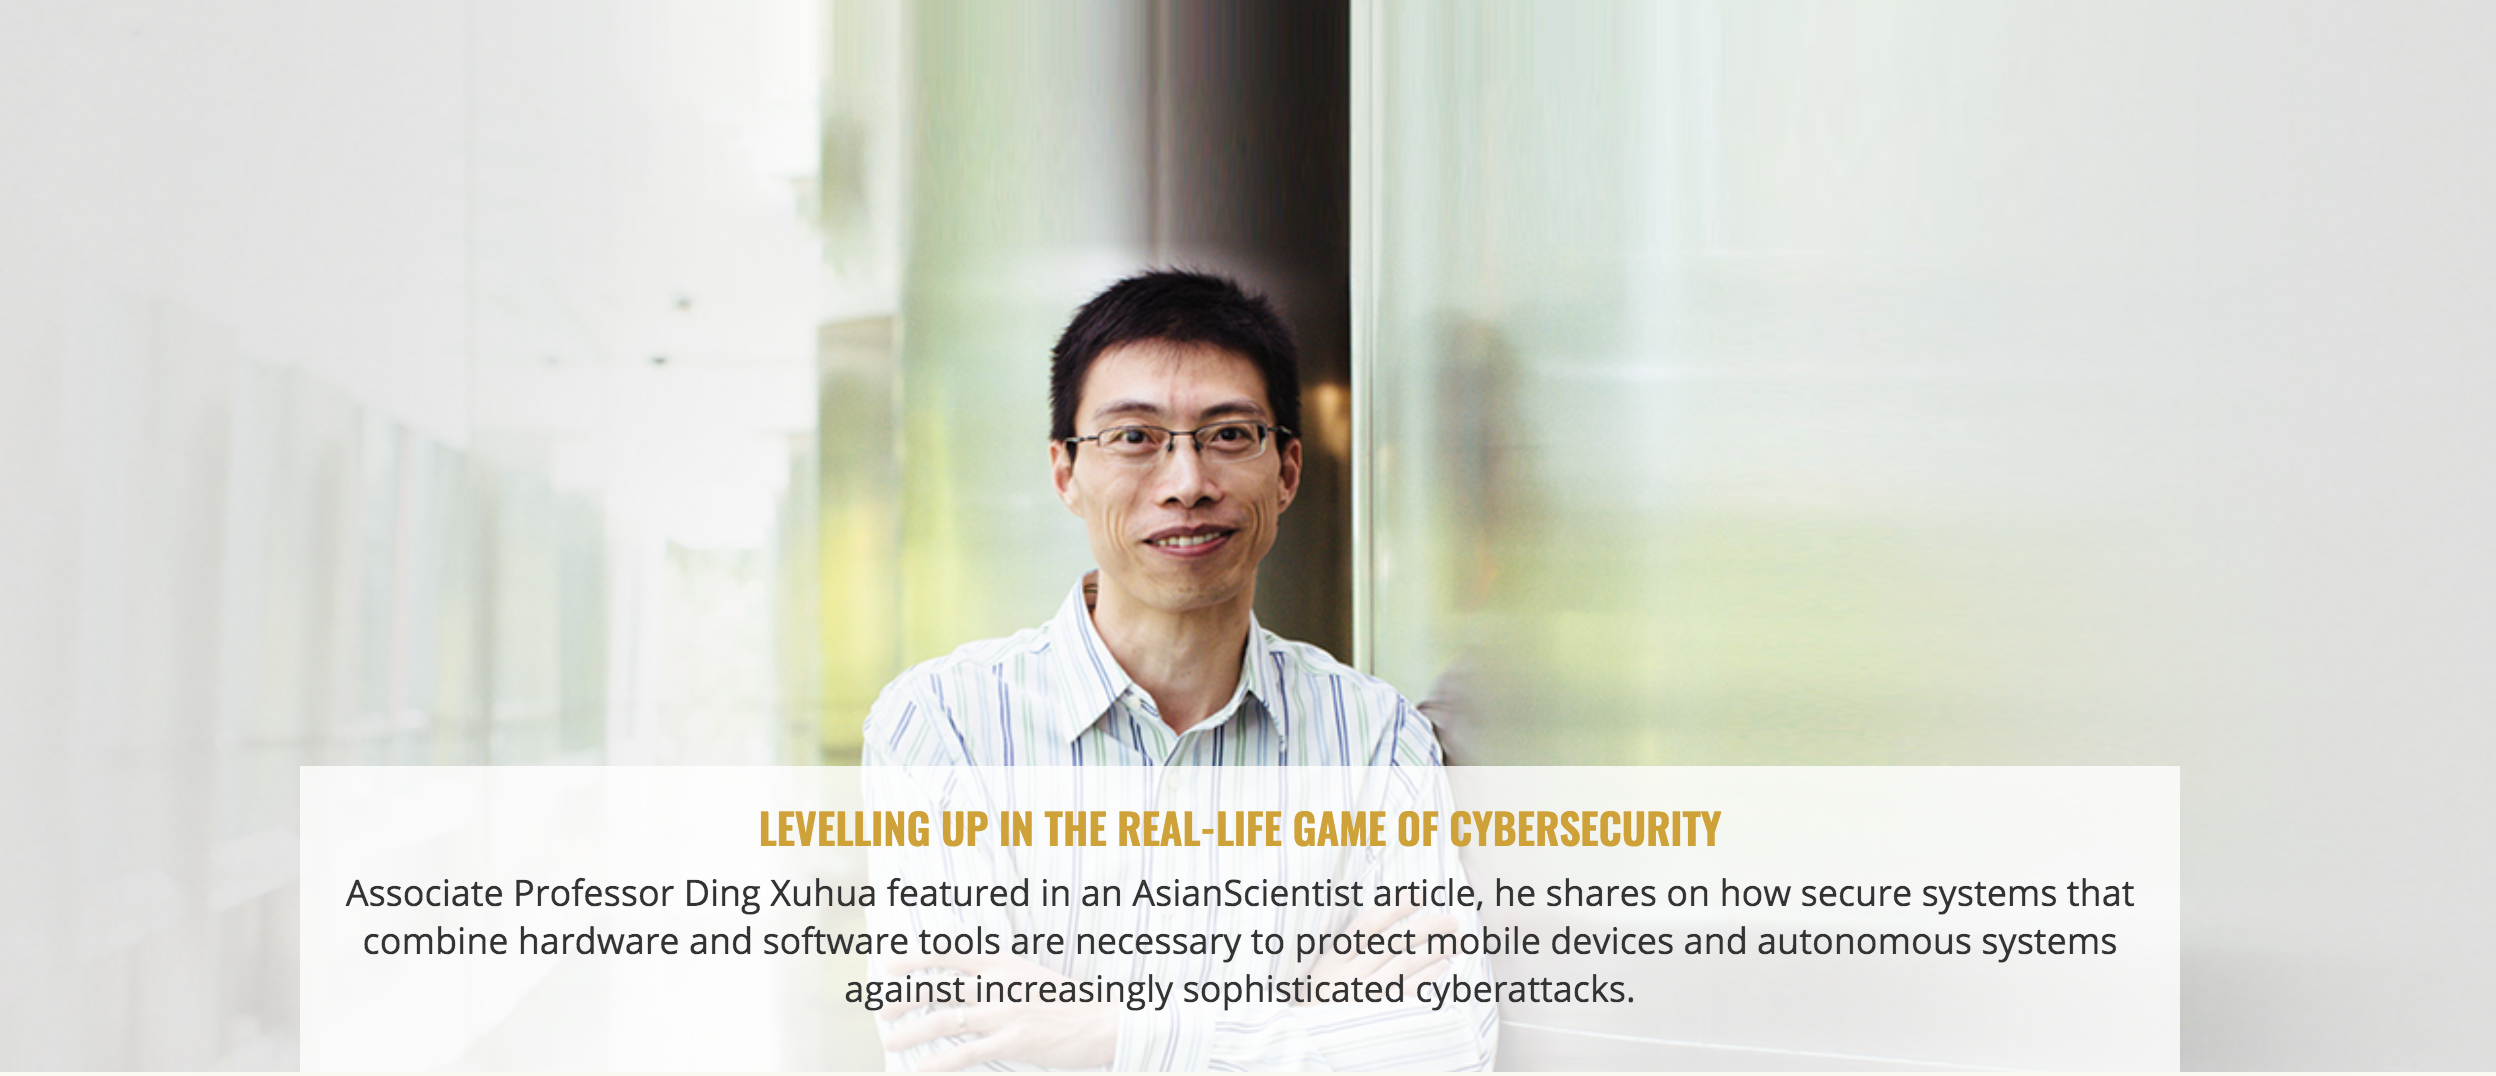 LEVELLING UP IN THE REAL-LIFE GAME OF CYBERSECURITY
Associate Professor Ding Xuhua featured in an AsianScientist article, he shares on how secure systems that
combine hardware and software tools are necessary to protect mobile devices and autonomous systems
against increasingly sophisticated cyberattacks.